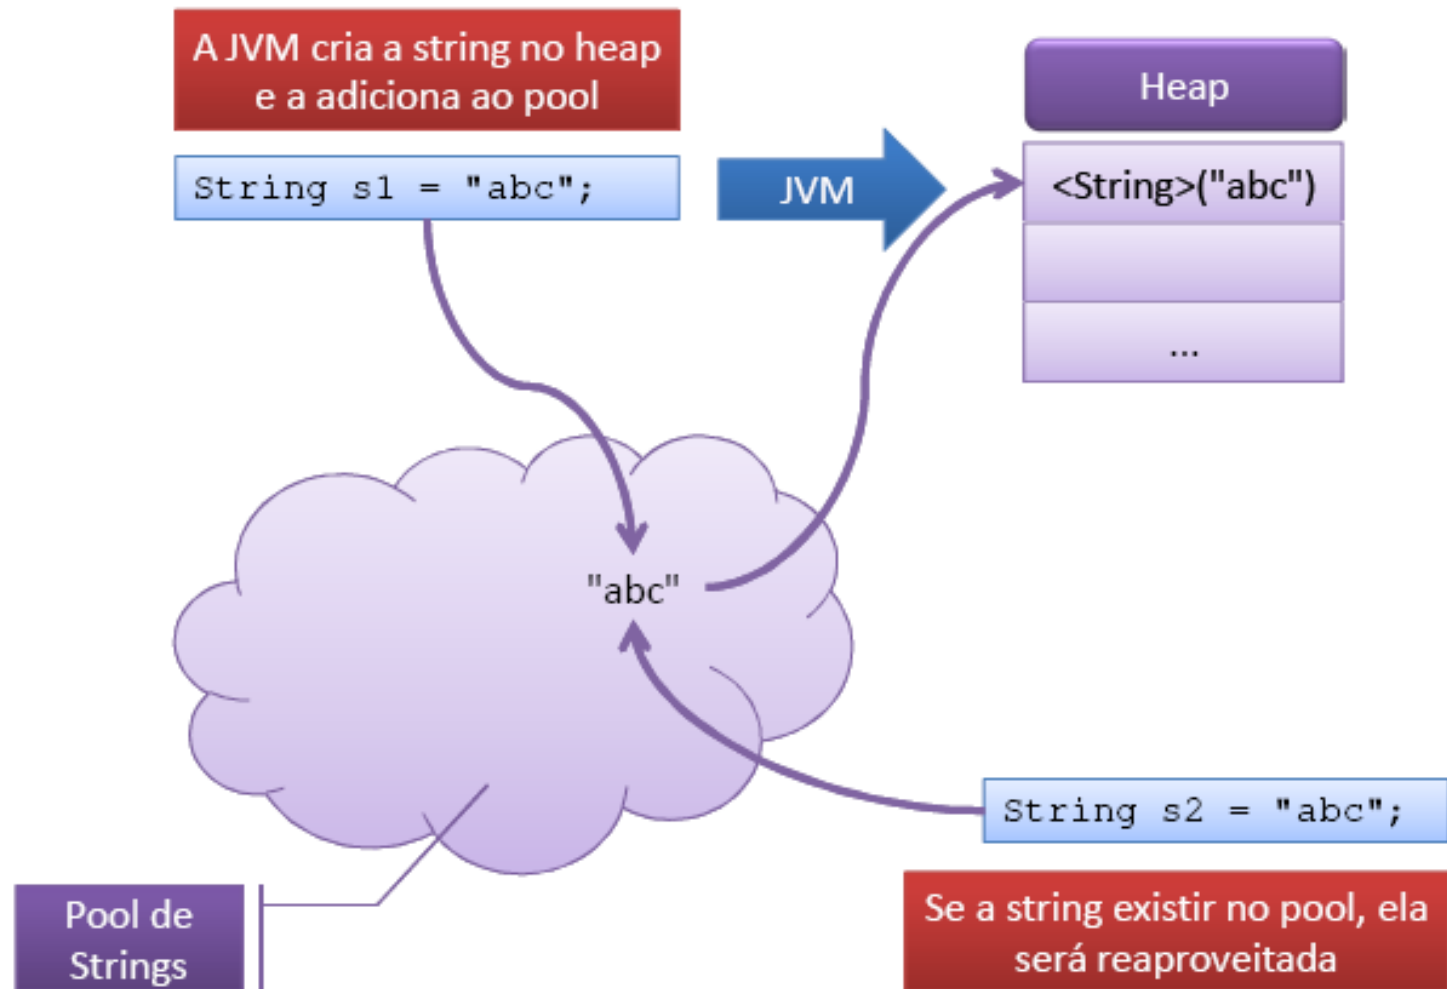 A JVM cria a string no heap
e a adiciona ao pool
String s1 = "abc";
JVM
Heap
<String>("abc")
...
"abc"
String s2 = "abc";
Se a string existir no pool, ela
será reaproveitada
Pool de
Strings